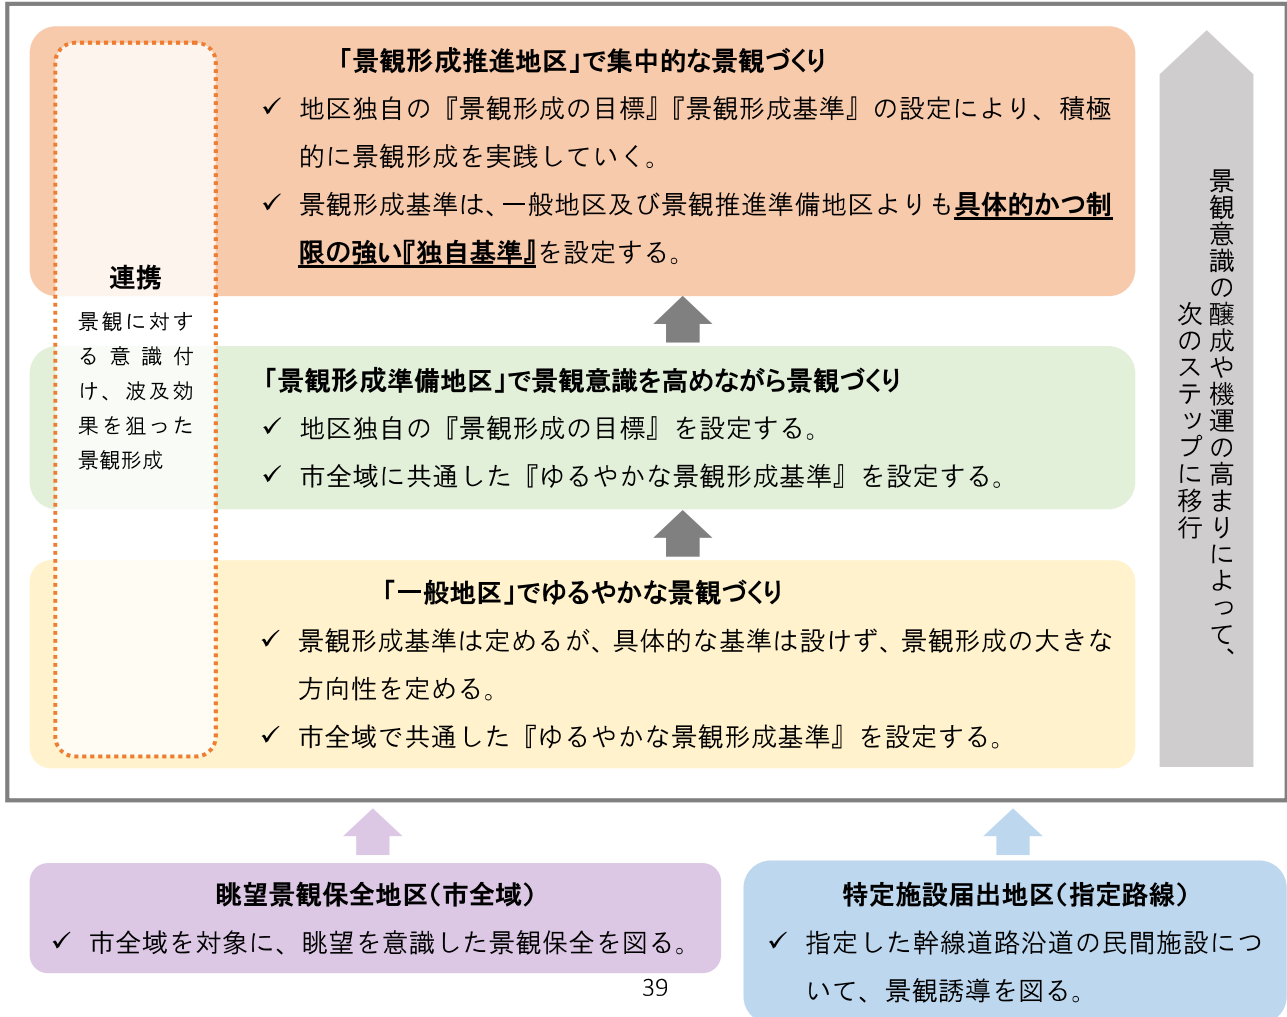 「景観形成推進地区」で集中的な景観づくり
✓ 地区独自の『景観形成の目標』『景観形成基準』の設定により、積極
的に景観形成を実践していく。
✓ 景観形成基準は、一般地区及び景観推進準備地区よりも具体的かつ制
限の強い『独自基準』を設定する。
連携
景観に対す
る意識付
け、波及効
果を狙った
景観形成
「景観形成準備地区」で景観意識を高めながら景観づくり
✓ 地区独自の『景観形成の目標』を設定する。
✓ 市全域に共通した『ゆるやかな景観形成基準』を設定する。
「一般地区」でゆるやかな景観づくり
✓ 景観形成基準は定めるが、具体的な基準は設けず、景観形成の大きな
方向性を定める。
✓ 市全域で共通した『ゆるやかな景観形成基準』を設定する。
景観意識の醸成や機運の高まりによって、
次のステップに移行
眺望景観保全地区（市全域）
✓ 市全域を対象に、眺望を意識した景観保全を図る。
特定施設届出地区（指定路線）
✓ 指定した幹線道路沿道の民間施設につ
いて、景観誘導を図る。
39